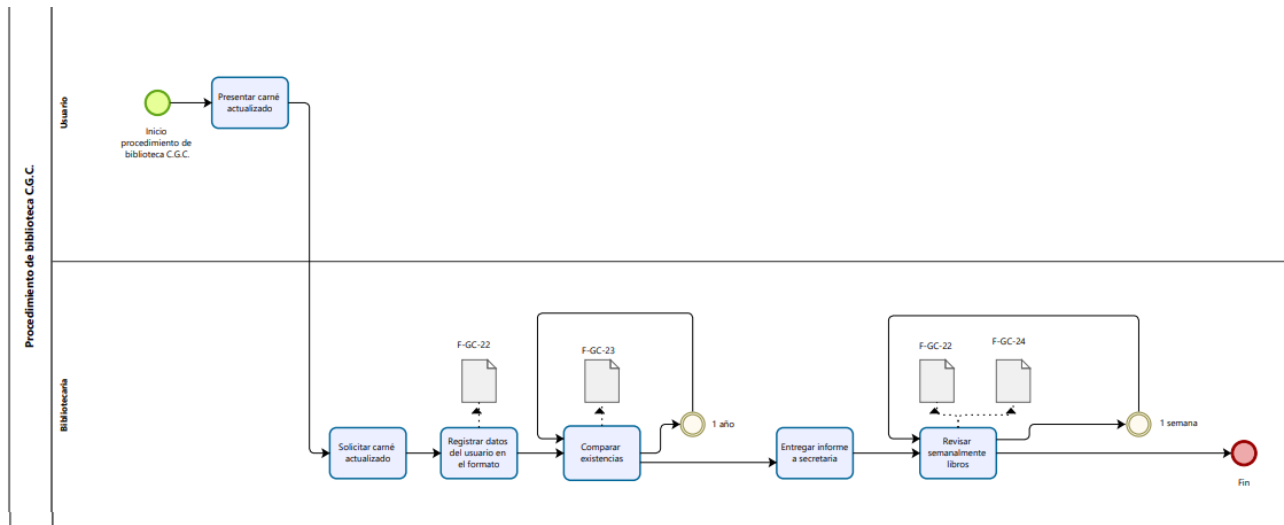 Procedimiento de biblioteca C.G.C.
Usuario
Inicio
procedimiento de
biblioteca C.G.C.
Presentar carné
actualizado
Bibliotecaria
Solicitar carné
actualizado
F-GC-22
Registrar datos
del usuario en
el formato
F-GC-23
Comparar
existencias
1 año
Entregar informe
a secretaria
F-GC-22
F-GC-24
Revisar
semanalmente
libros
1 semana
Fin